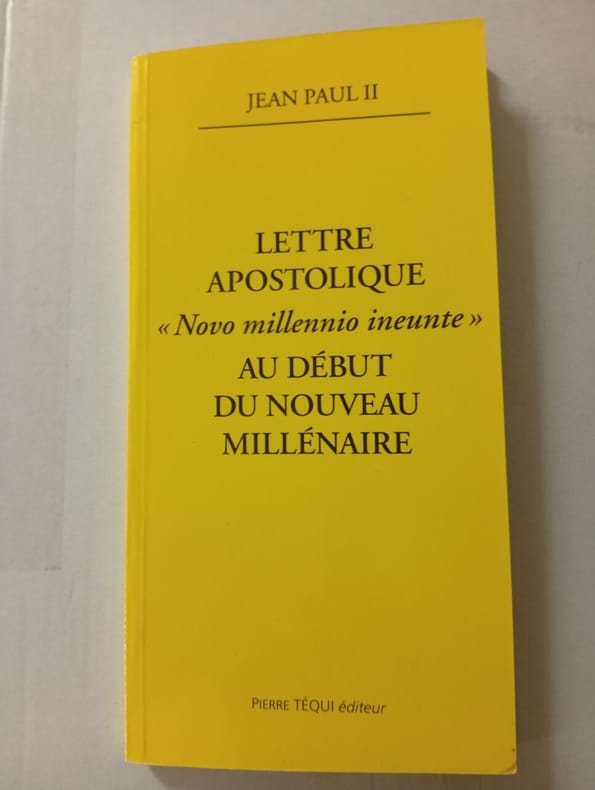 JEAN PAUL II
LETTRE
APOSTOLIQUE
« Novo millennio ineunte »
AU DÉBUT
DU NOUVEAU
MILLÉNAIRE
PIERRE TÉQUI éditeur